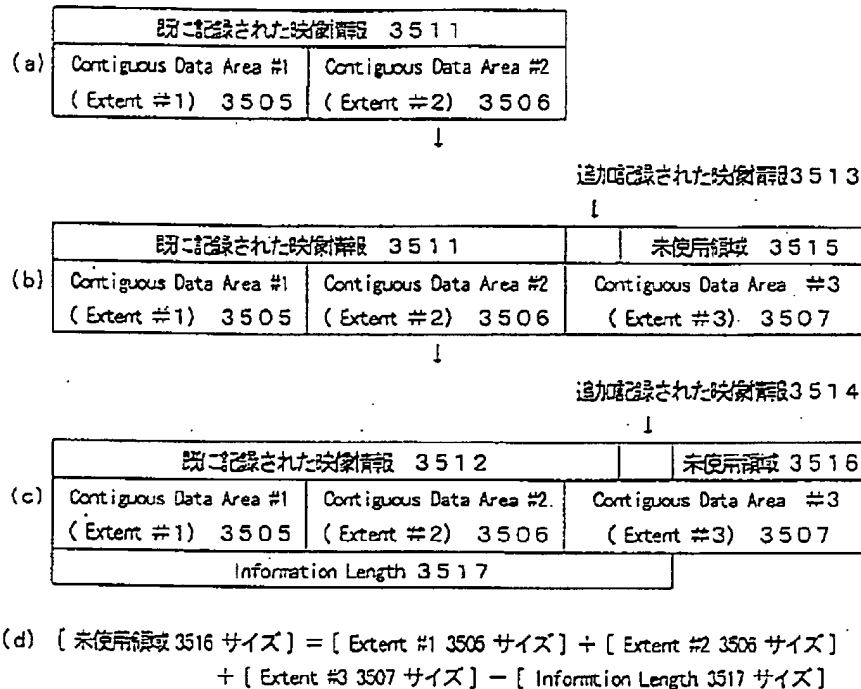 既に記録された映像情報 3511
(a)
Contiguous Data Area #1
Contiguous Data Area #2
(Extent #1) 3505
(Extent #2) 3506
↓
追加記録された映像情報3513
↓
既に記録された映像情報 3511
未使用領域 3515
(b)
Contiguous Data Area #1
Contiguous Data Area #2
Contiguous Data Area #3
(Extent #1) 3505
(Extent #2) 3506
(Extent #3) 3507
↓
追加記録された映像情報3514
↓
既に記録された映像情報 3512
未使用領域 3516
(c)
Contiguous Data Area #1
Contiguous Data Area #2
Contiguous Data Area #3
(Extent #1) 3505
(Extent #2) 3506
(Extent #3) 3507
Information Length 3517
(d) [未使用領域 3516 サイズ] = [Extent #1 3505 サイズ] + [Extent #2 3506 サイズ]
+ [Extent #3 3507 サイズ] − [Informtion Length 3517 サイズ]